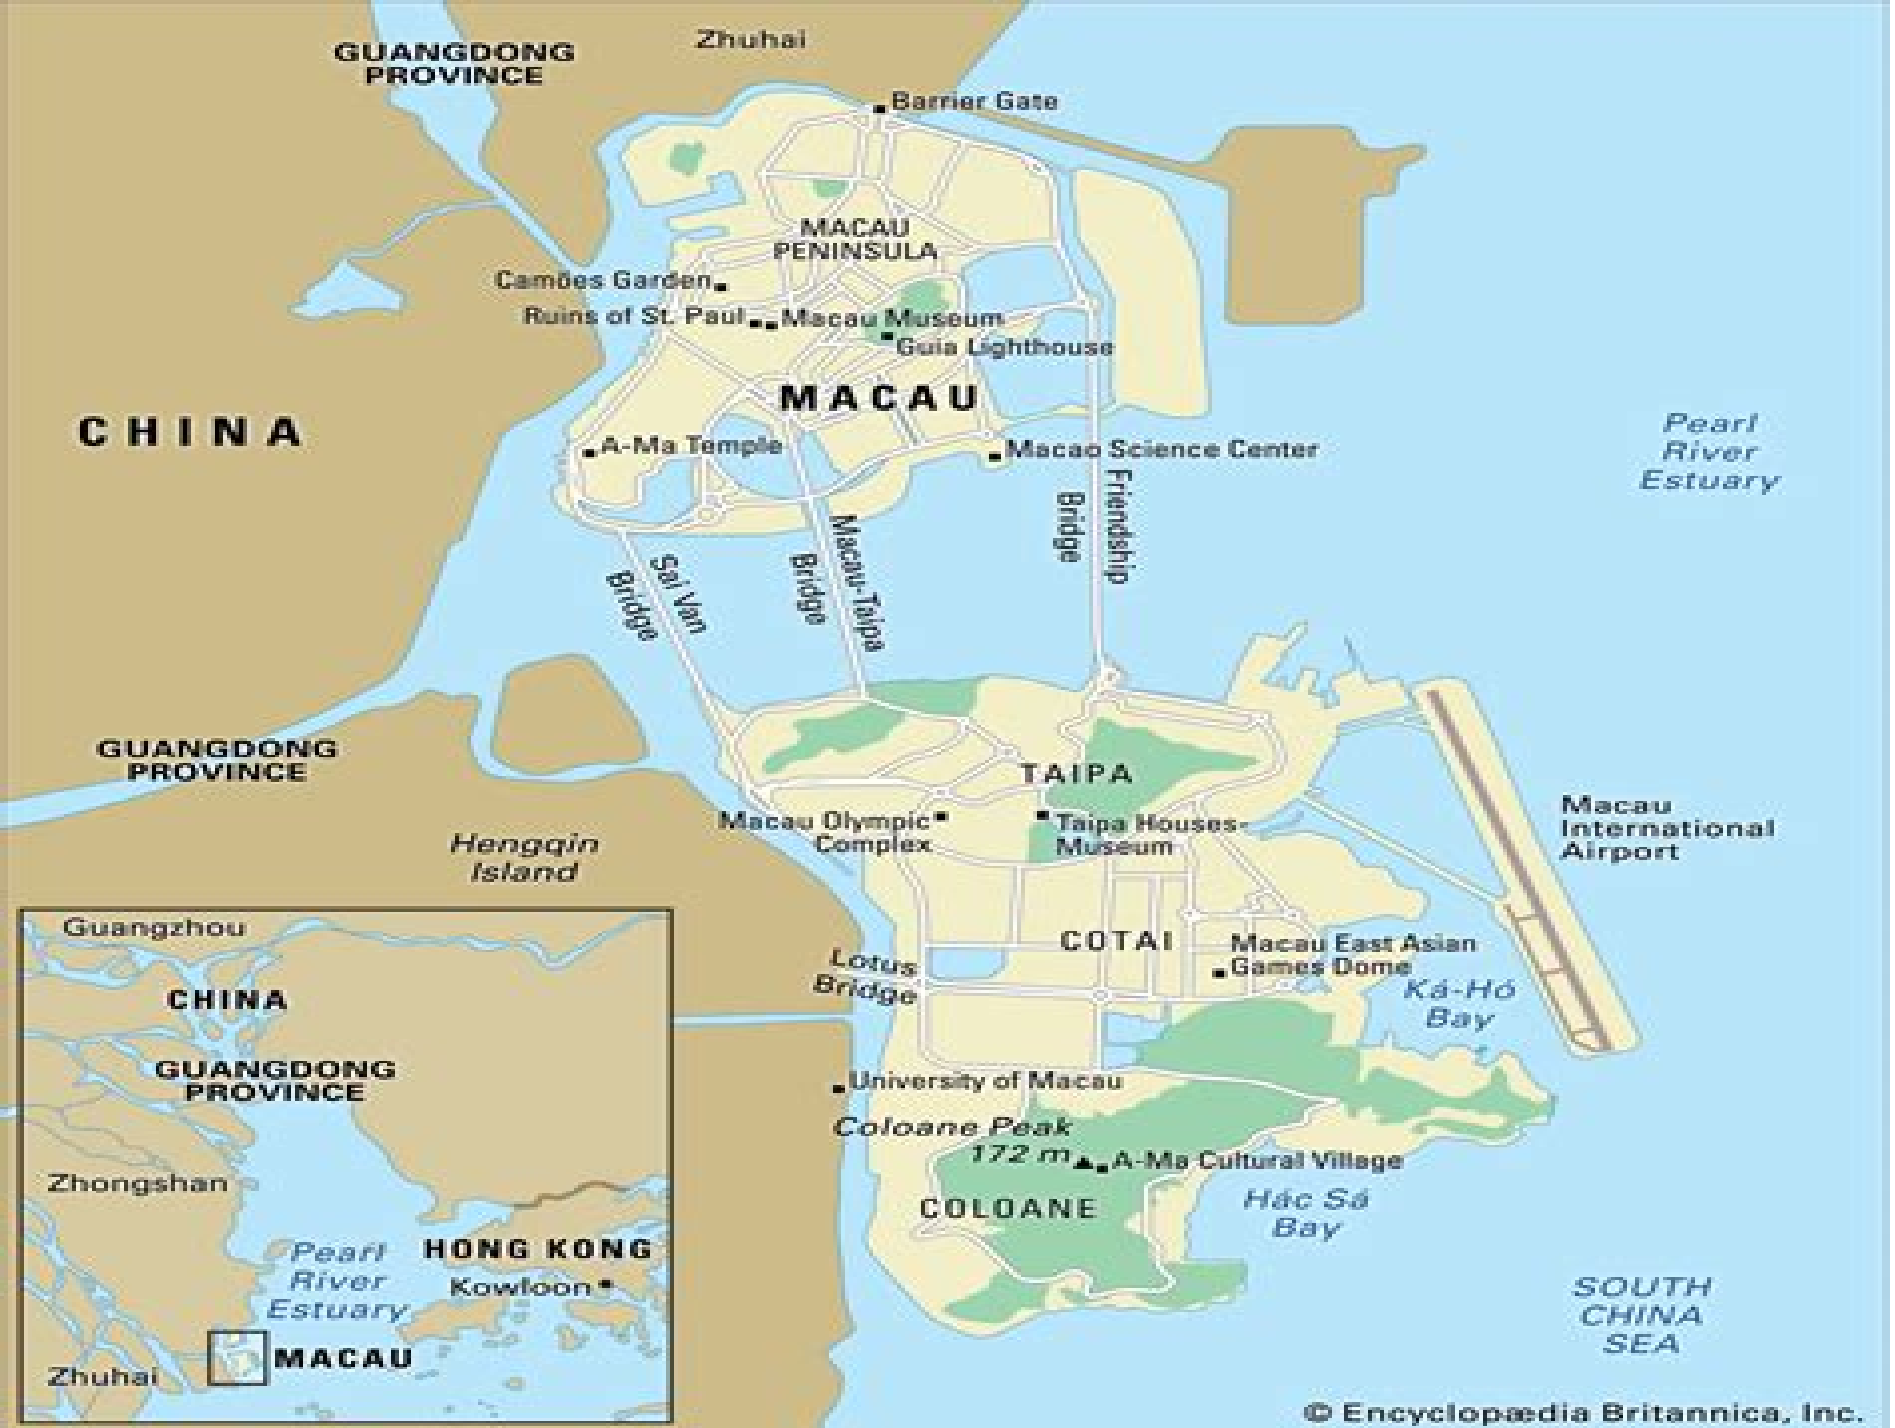 GUANGDONG
PROVINCE
Zhuhai
Barrier Gate
MACAU
PENINSULA
Camões Garden
Ruins of St. Paul
Macau Museum
Guia Lighthouse
MACAU
CHINA
A-Ma Temple
Macao Science Center
Pearl
River
Estuary
Friendship
Bridge
Macau-Taipa
Bridge
Sai Van
Bridge
GUANGDONG
PROVINCE
TAIPA
Macau Olympic
Complex
Taipa Houses-
Museum
Macau
International
Airport
Hengqin
Island
COTAI
Macau East Asian
Games Dome
Lotus
Bridge
Ká-Hó
Bay
University of Macau
Coloane Peak
172 m
A-Ma Cultural Village
COLOANE
Hác Sá
Bay
SOUTH
CHINA
SEA
Guangzhou
CHINA
GUANGDONG
PROVINCE
Zhongshan
Pearl
River
Estuary
HONG KONG
Kowloon
MACAU
Zhuhai
© Encyclopædia Britannica, Inc.